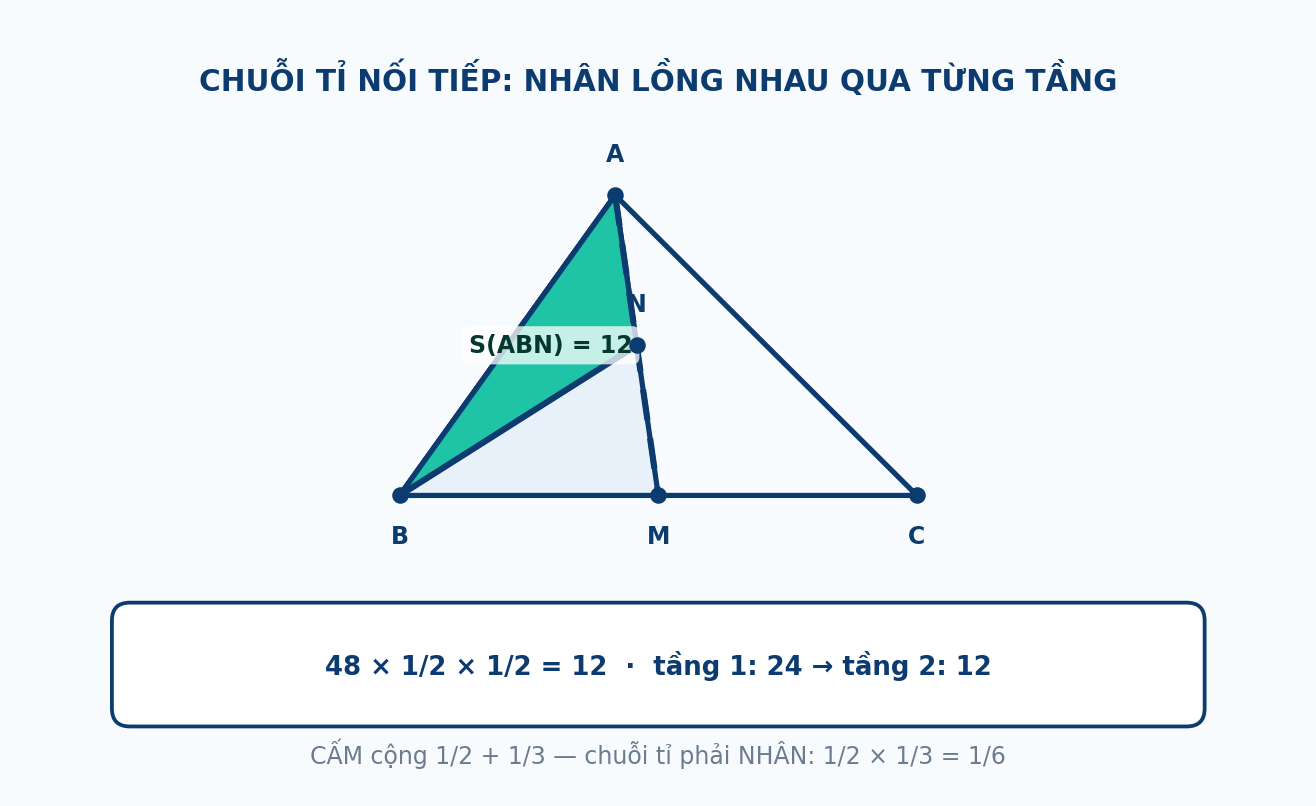 CHUỖI TỈ NỐI TIẾP: NHÂN LỒNG NHAU QUA TỪNG TẦNG
A
N
S(ABN) = 12
B M C
48 × 1/2 × 1/2 = 12 · tầng 1: 24 → tầng 2: 12
CẤM cộng 1/2 + 1/3 — chuỗi tỉ phải NHÂN: 1/2 × 1/3 = 1/6